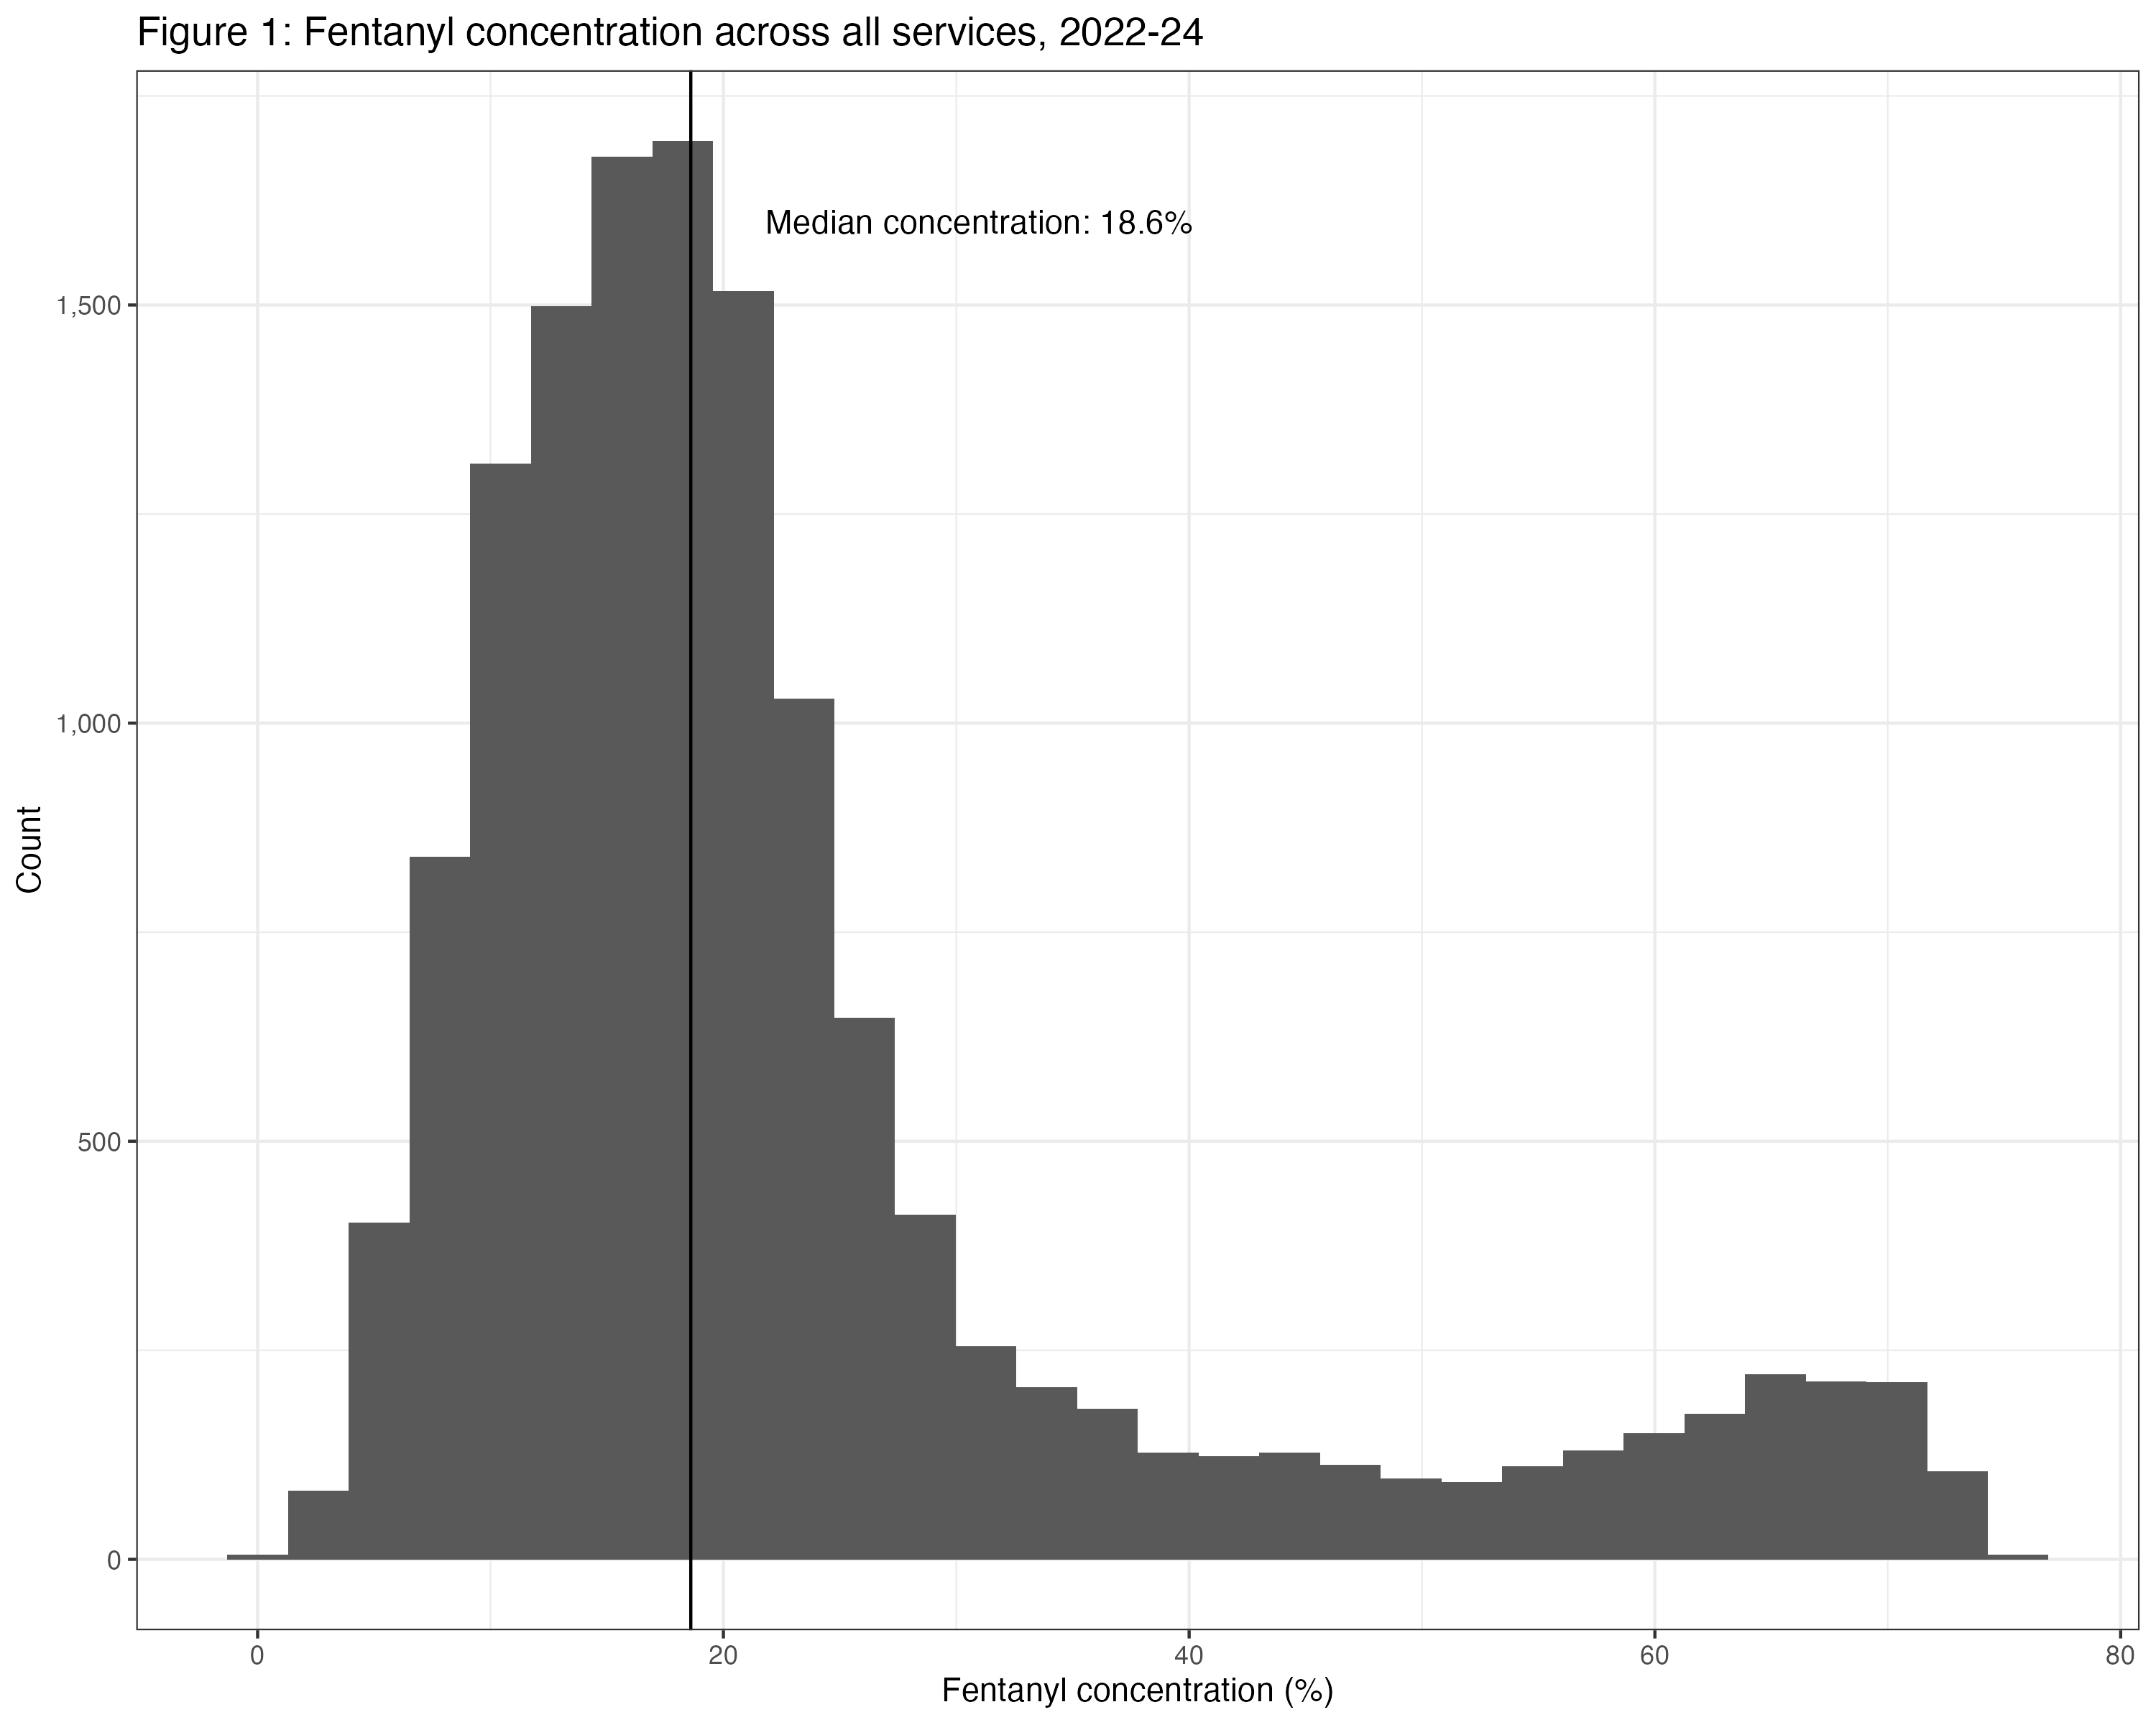 Figure 1: Fentanyl concentration across all services, 2022-24
Median concentration: 18.6%
1,500
1,000
500
0
Count
0 20 40 60 80
Fentanyl concentration (%)